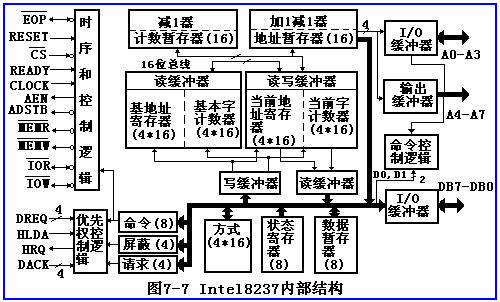 EOP
RESET
CS
READY
CLOCK
AEN
ADSTB
MEMR
MEMW
IOR
IOW
时序和控制逻辑
减1器
计数暂存器(16)
加1减1器
地址暂存器(16)
4
I/O
缓冲器
A0-A3
16位总线
读缓冲器
读写缓冲器
基地址
寄存器
(4*16)
基本字
计数器
(4*16)
当前地
址寄存
器
(4*16)
当前字
计数器
(4*16)
输出
缓冲器
A4-A7
命令控
制逻辑
写缓冲器
读缓冲器
D0,D1
2
DB7-DB0
I/O
缓冲器
DREQ
4
HLDA
HRQ
DACK
4
优先权控制逻辑
命令(8)
屏蔽(4)
请求(4)
方式
(4*16)
状态
寄存
器
(8)
数据
暂存
器
(8)
图7-7 Intel8237内部结构